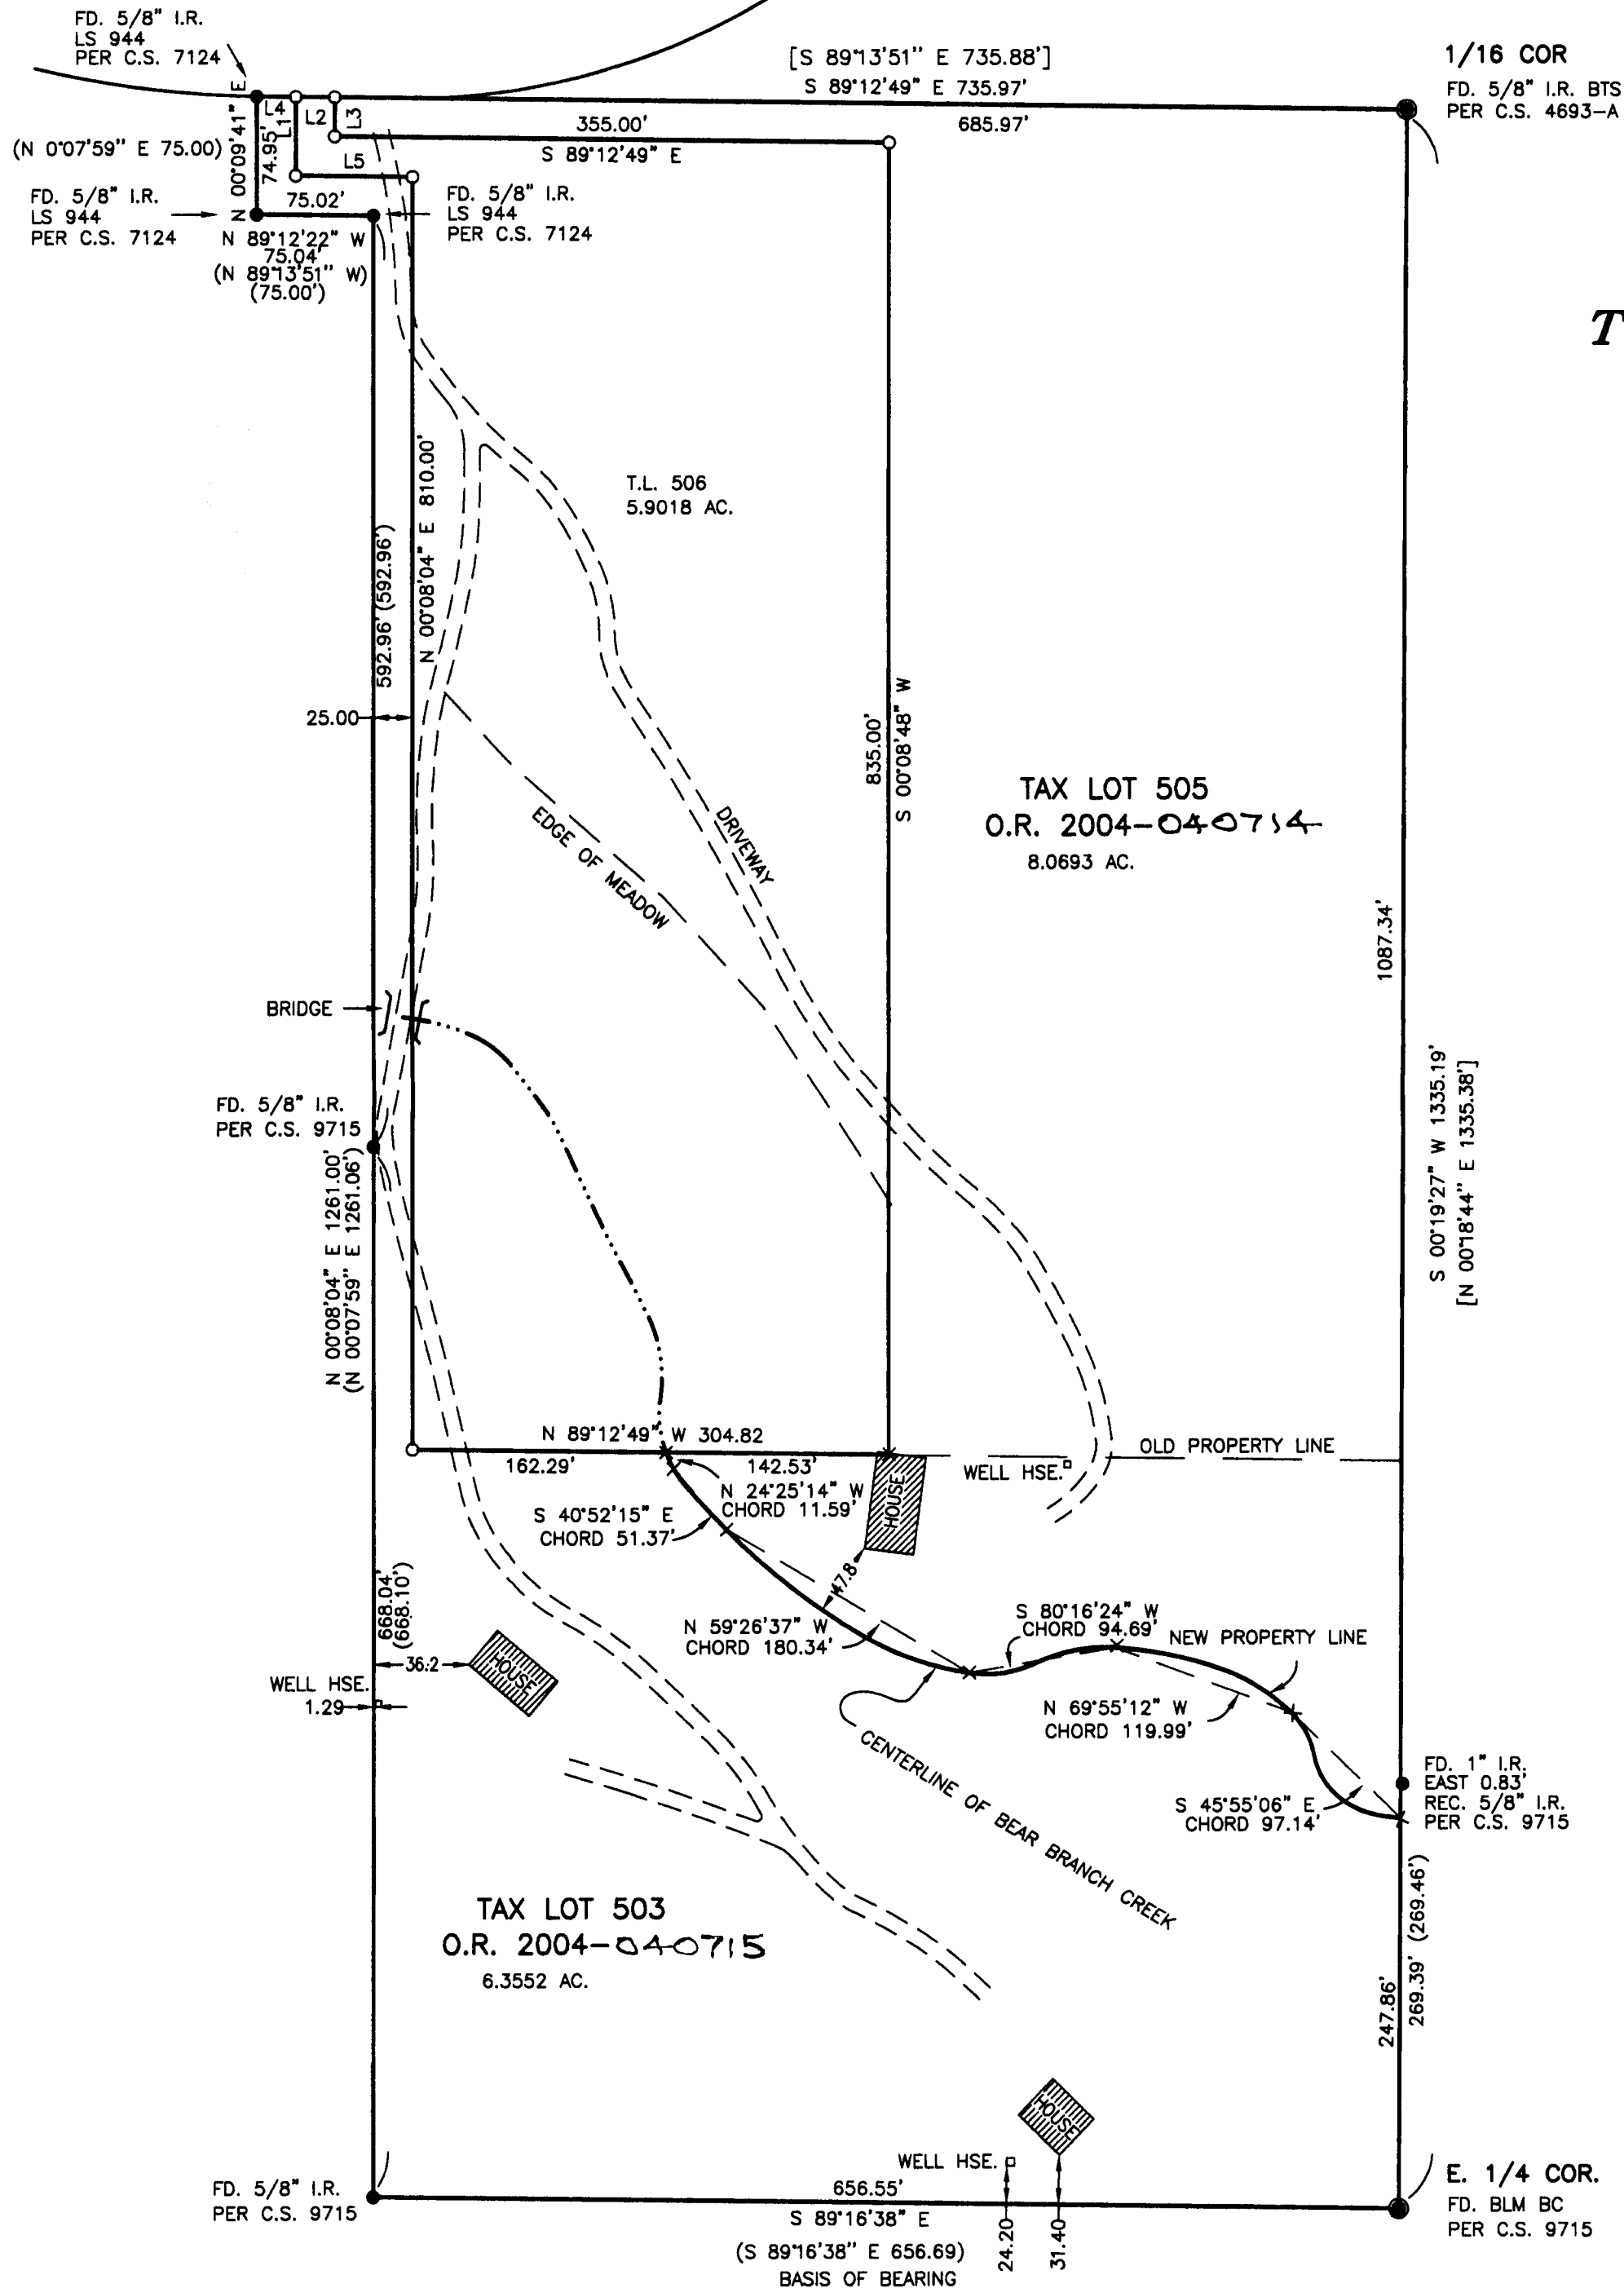 FD. 5/8" I.R.
LS 944
PER C.S. 7124
[S 89°13'51" E 735.88']
S 89°12'49" E 735.97'
1/16 COR
FD. 5/8" I.R. BTS
PER C.S. 4693-A
L4
L1
L2
L3
355.00'
S 89°12'49" E
685.97'
N 00°09'41" E
74.95'
(N 0°07'59" E 75.00)
L5
75.02'
FD. 5/8" I.R.
LS 944
PER C.S. 7124
FD. 5/8" I.R.
LS 944
PER C.S. 7124
N 89°12'22" W
75.04'
(N 89°13'51" W)
(75.00')
T
T.L. 506
5.9018 AC.
592.96' (592.96')
N 00°08'04" E 810.00'
25.00
835.00'
S 00°08'48" W
TAX LOT 505
O.R. 2004-040714
8.0693 AC.
DRIVEWAY
EDGE OF MEADOW
1087.34'
BRIDGE
S 00°19'27" W 1335.19'
[N 00°18'44" E 1335.38']
FD. 5/8" I.R.
PER C.S. 9715
N 00°08'04" E 1261.00'
(N 00°07'59" E 1261.06')
N 89°12'49" W 304.82
162.29'
142.53'
OLD PROPERTY LINE
WELL HSE.
HOUSE
N 24°25'14" W
CHORD 11.59'
S 40°52'15" E
CHORD 51.37'
47.8
668.04'
(668.10')
N 59°26'37" W
CHORD 180.34'
S 80°16'24" W
CHORD 94.69'
NEW PROPERTY LINE
36.2
HOUSE
WELL HSE.
1.29
N 69°55'12" W
CHORD 119.99'
CENTERLINE OF BEAR BRANCH CREEK
S 45°55'06" E
CHORD 97.14'
FD. 1" I.R.
EAST 0.83'
REC. 5/8" I.R.
PER C.S. 9715
TAX LOT 503
O.R. 2004-040715
6.3552 AC.
247.86'
269.39' (269.46')
HOUSE
WELL HSE.
FD. 5/8" I.R.
PER C.S. 9715
656.55'
S 89°16'38" E
(S 89°16'38" E 656.69)
BASIS OF BEARING
24.20
31.40
E. 1/4 COR.
FD. BLM BC
PER C.S. 9715